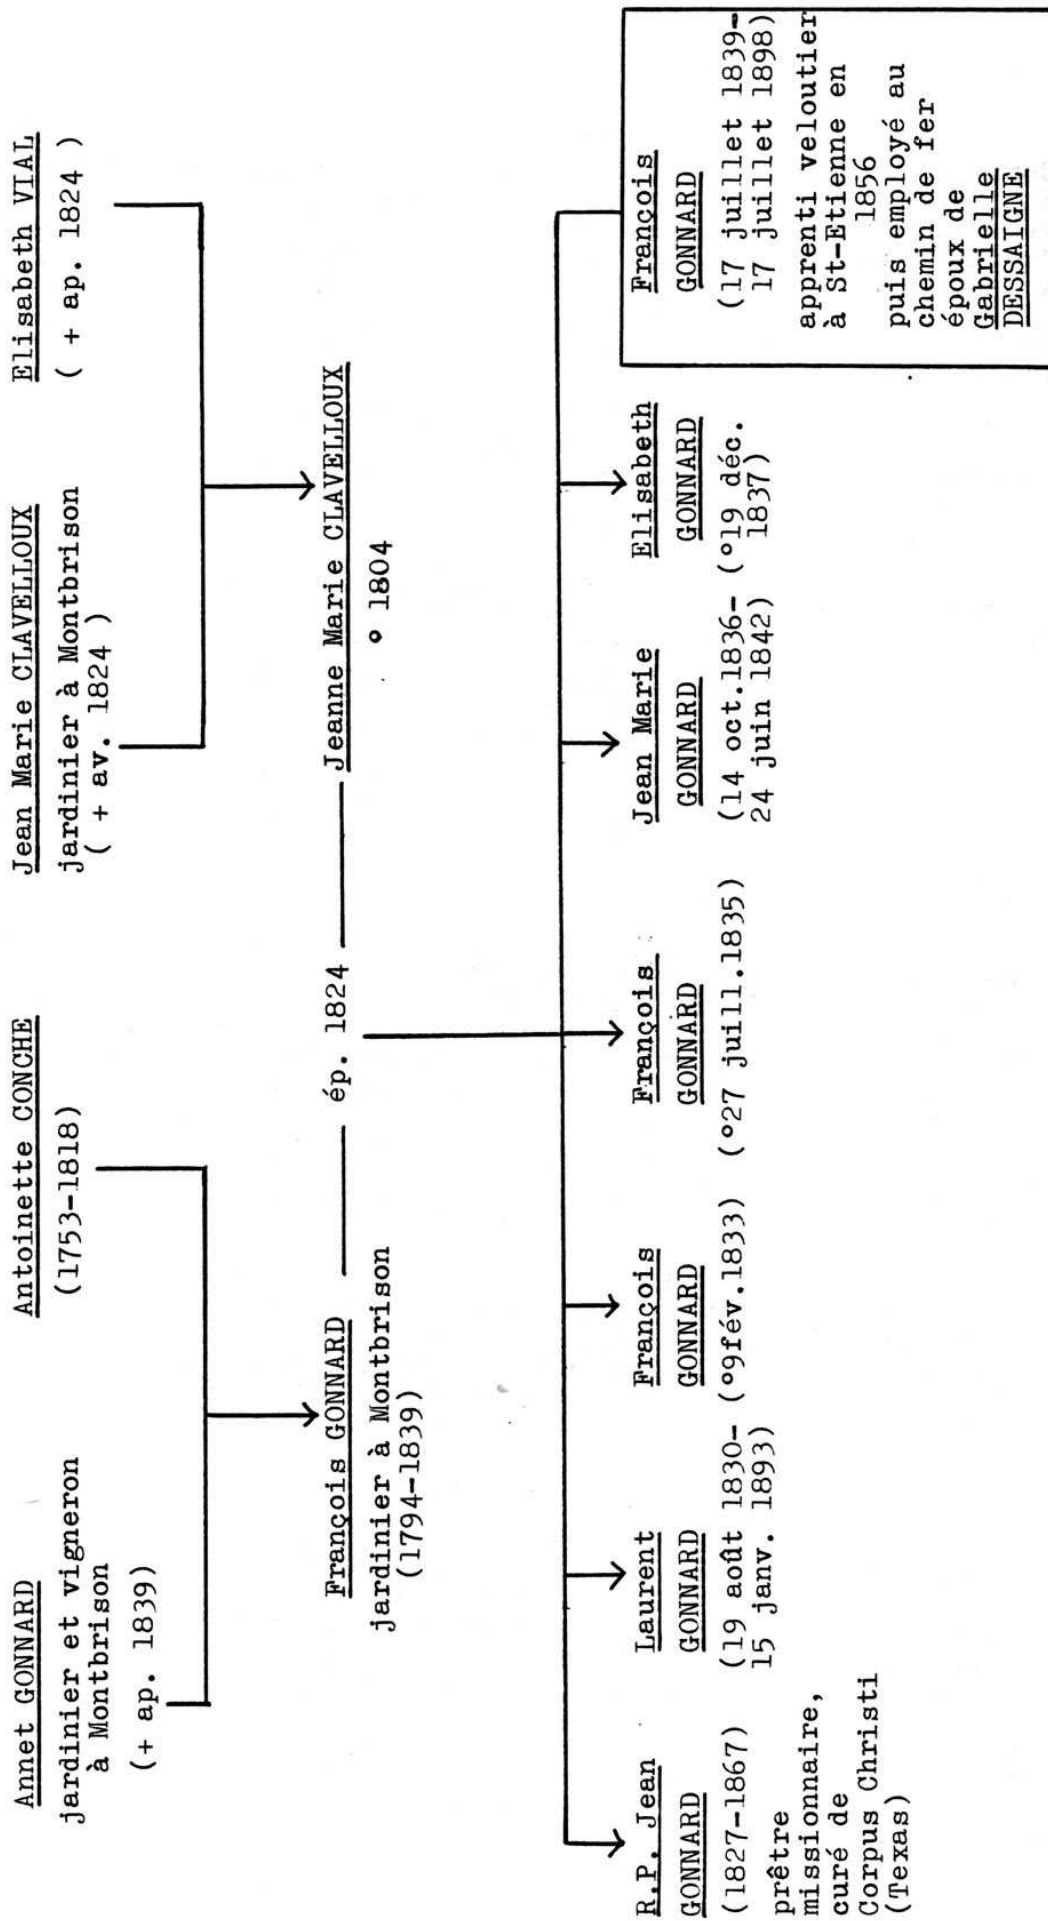 Annet GONNARD
jardinier et vigneron
à Montbrison
(+ ap. 1839)
Antoinette CONCHE
(1753-1818)
Jean Marie CLAVELLOUX
jardinier à Montbrison
( + av. 1824 )
Elisabeth VIAL
( + ap. 1824 )
François GONNARD
jardinier à Montbrison
(1794-1839)
ép. 1824
Jeanne Marie CLAVELLOUX
° 1804
R.P. Jean
GONNARD
(1827-1867)
prêtre
missionnaire,
curé de
Corpus Christi
(Texas)
Laurent
GONNARD
(19 août 1830-
15 janv. 1893)
François
GONNARD
(°9fév.1833)
François
GONNARD
(°27 juill.1835)
Jean Marie
GONNARD
(14 oct.1836-
24 juin 1842)
Elisabeth
GONNARD
(°19 déc.
1837)
François
GONNARD
(17 juillet 1839-
17 juillet 1898)
apprenti veloutier
à St-Etienne en
1856
puis employé au
chemin de fer
époux de
Gabrielle
DESSAIGNE